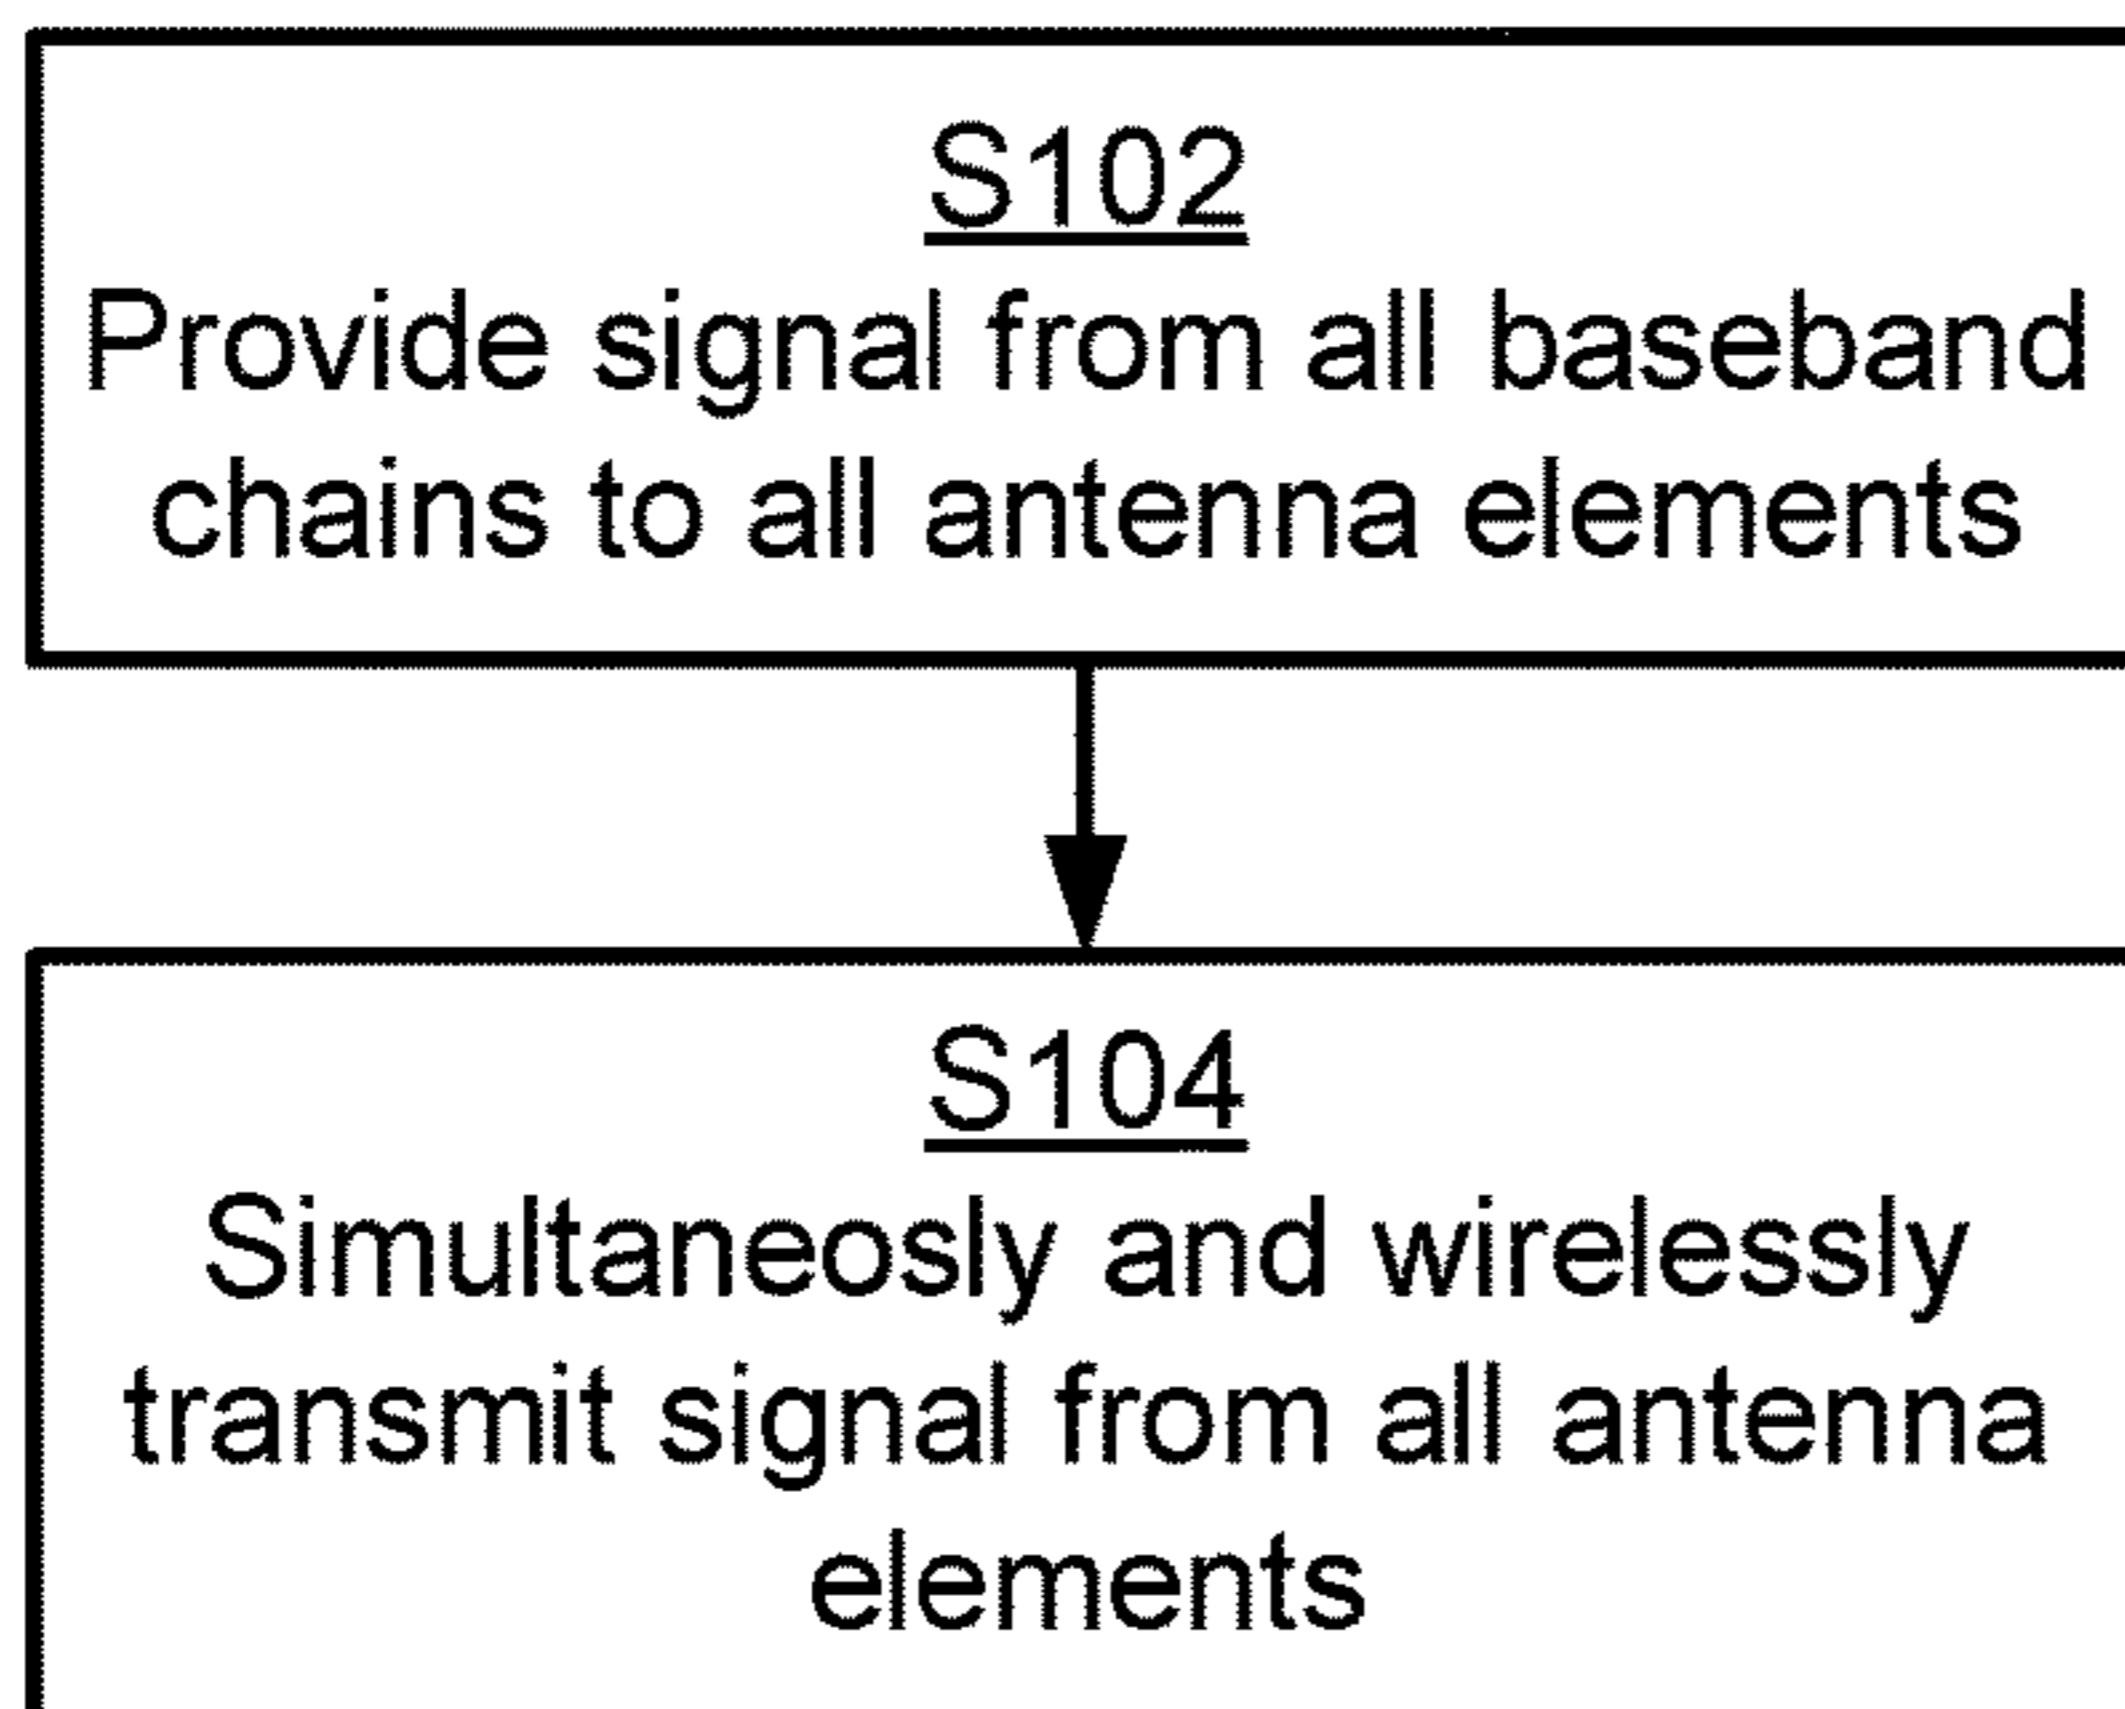 S102
Provide signal from all baseband
chains to all antenna elements
S104
Simultaneosly and wirelessly
transmit signal from all antenna
elements